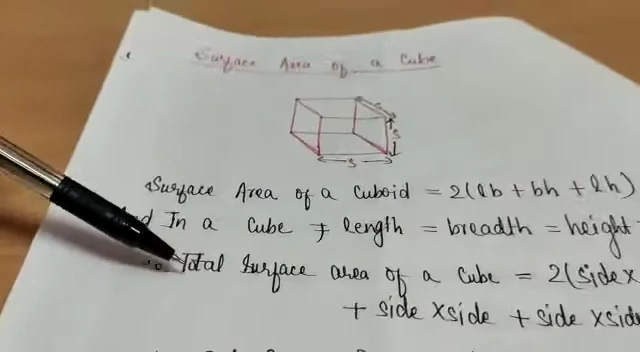 Surface Area of a Cube
s
s
s
Surface Area of a Cuboid = 2(lb + bh + lh)
In a Cube length = breadth = height
Total Surface area of a Cube = 2(side x
+ side x side + side x side